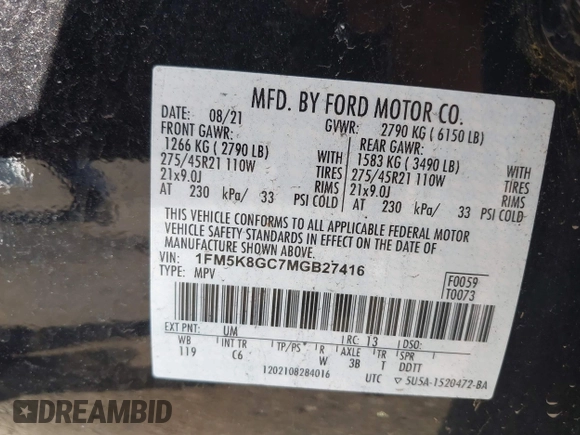 MFD. BY FORD MOTOR CO.
DATE: 08/21 GVWR: 2790 KG ( 6150 LB)
FRONT GAWR: REAR GAWR:
1266 KG ( 2790 LB) WITH 1583 KG ( 3490 LB) WITH
275/45R21 110W TIRES 275/45R21 110W TIRES
21x9.0J RIMS 21x9.0J RIMS
AT 230 kPa/ 33 PSI COLD AT 230 kPa/ 33 PSI COLD
THIS VEHICLE CONFORMS TO ALL APPLICABLE FEDERAL MOTOR
VEHICLE SAFETY STANDARDS IN EFFECT ON THE DATE OF
MANUFACTURE SHOWN ABOVE.
VIN: 1FM5K8GC7MGB27416
TYPE: MPV
F0059
T0073
EXT PNT: UM RC: 13 DSO:
WB INT TR TP/PS R AXLE TR SPR
119 C6 W 3B T DDTT
1202108284016 UTC ▽ 5U5A-1520472-BA
DREAMBID